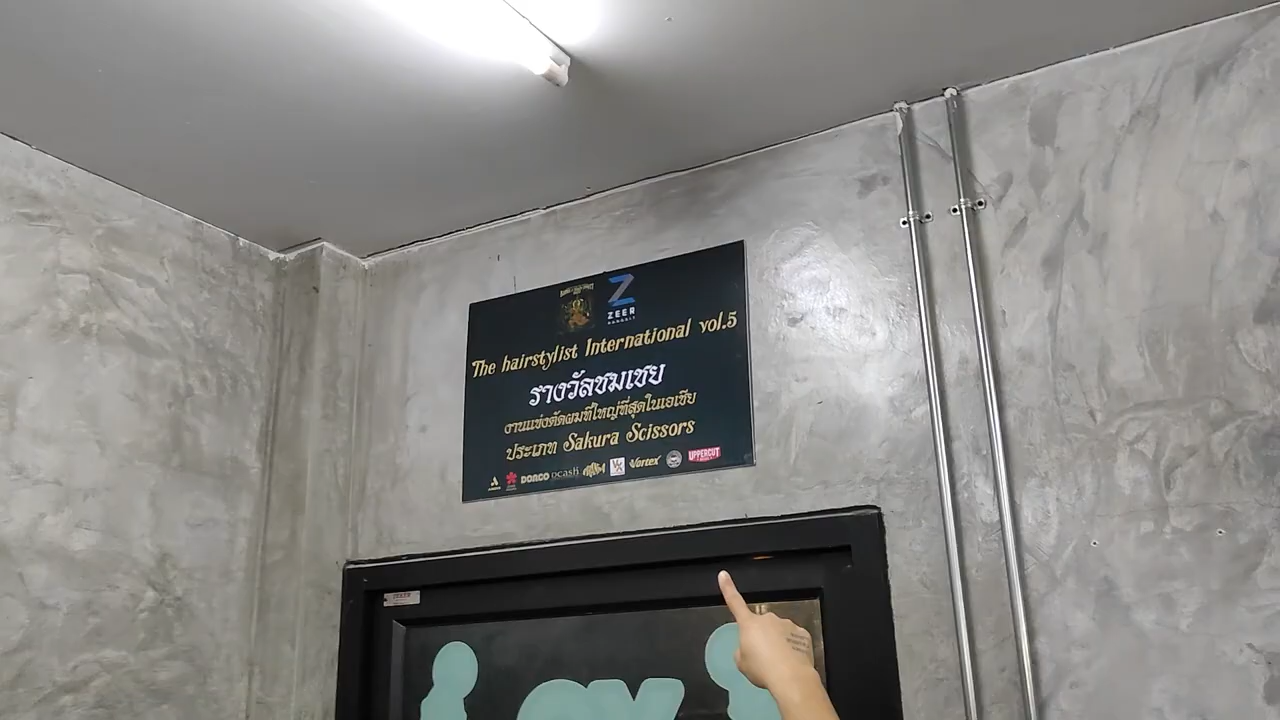 ZEER
The hairstylist International vol.5
รางวัลชมเชย
งานแข่งตัดผมที่ใหญ่ที่สุดในเอเชีย
ประเภท Sakura Scissors
DONCO Dcash Vortex UPPERCUT